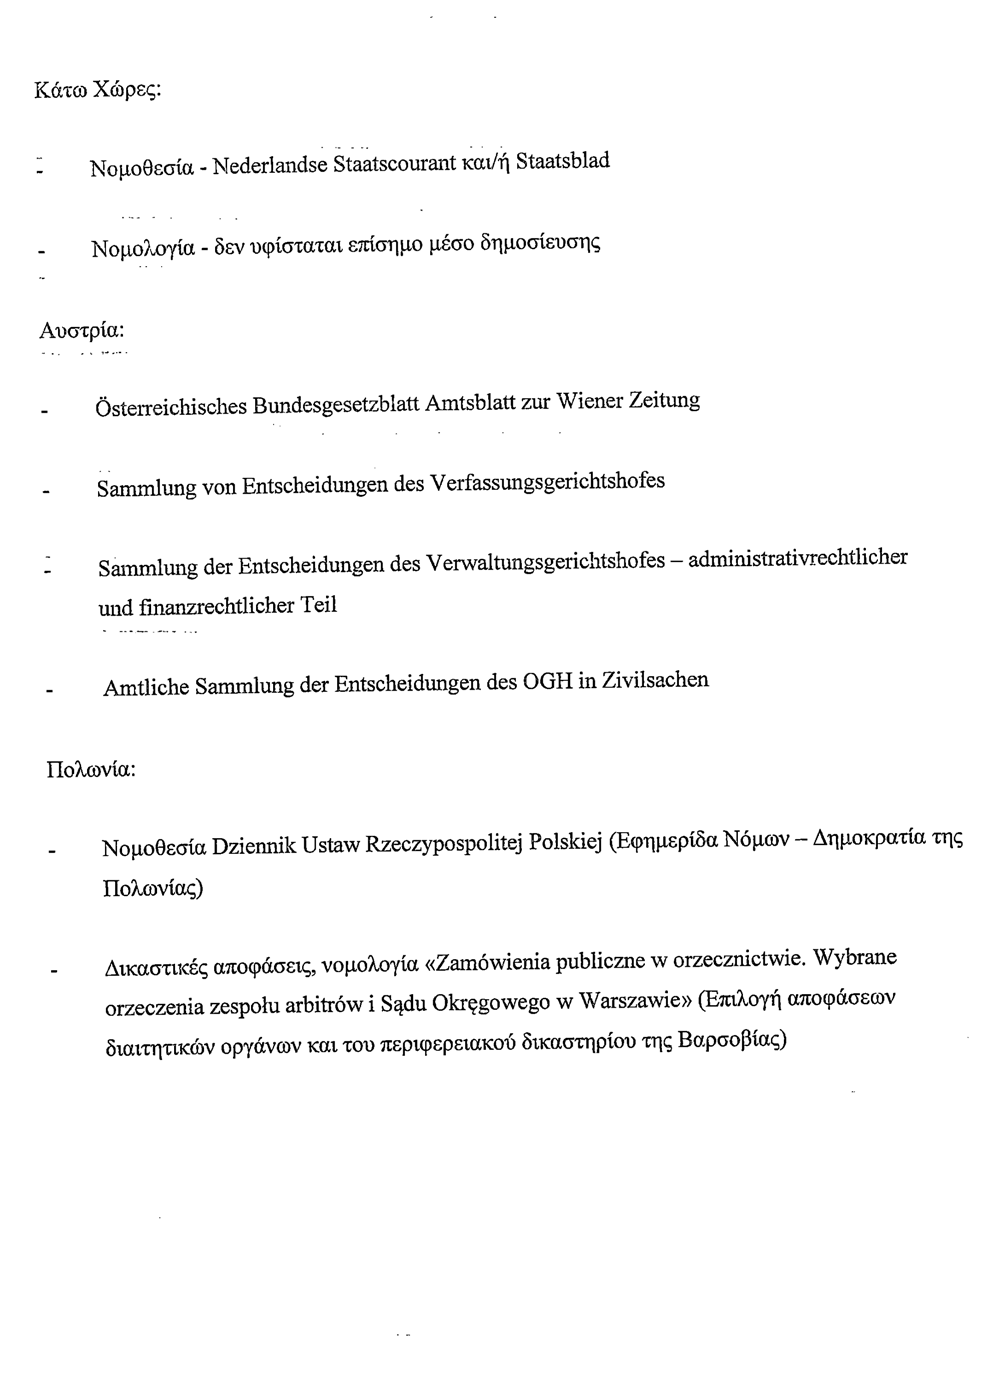 Κάτω Χώρες:
- Νομοθεσία - Nederlandse Staatscourant και/ή Staatsblad
- Νομολογία - δεν υφίσταται επίσημο μέσο δημοσίευσης
Αυστρία:
- Österreichisches Bundesgesetzblatt Amtsblatt zur Wiener Zeitung
- Sammlung von Entscheidungen des Verfassungsgerichtshofes
- Sammlung der Entscheidungen des Verwaltungsgerichtshofes – administrativrechtlicher
und finanzrechtlicher Teil
- Amtliche Sammlung der Entscheidungen des OGH in Zivilsachen
Πολωνία:
- Νομοθεσία Dziennik Ustaw Rzeczypospolitej Polskiej (Εφημερίδα Νόμων – Δημοκρατία της
Πολωνίας)
- Δικαστικές αποφάσεις, νομολογία «Zamówienia publiczne w orzecznictwie. Wybrane
orzeczenia zespołu arbitrów i Sądu Okręgowego w Warszawie» (Επιλογή αποφάσεων
διαιτητικών οργάνων και του περιφερειακού δικαστηρίου της Βαρσοβίας)